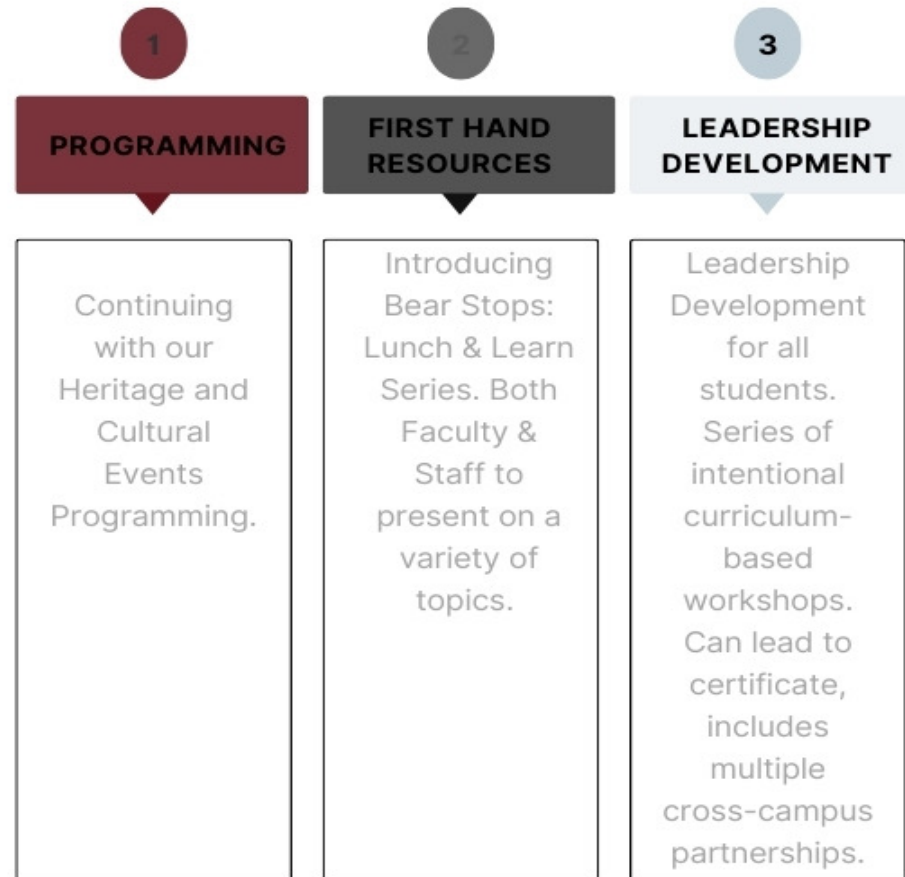 1
PROGRAMMING
Continuing
with our
Heritage and
Cultural
Events
Programming.
2
FIRST HAND
RESOURCES
Introducing
Bear Stops:
Lunch & Learn
Series. Both
Faculty &
Staff to
present on a
variety of
topics.
3
LEADERSHIP
DEVELOPMENT
Leadership
Development
for all
students.
Series of
intentional
curriculum-
based
workshops.
Can lead to
certificate,
includes
multiple
cross-campus
partnerships.